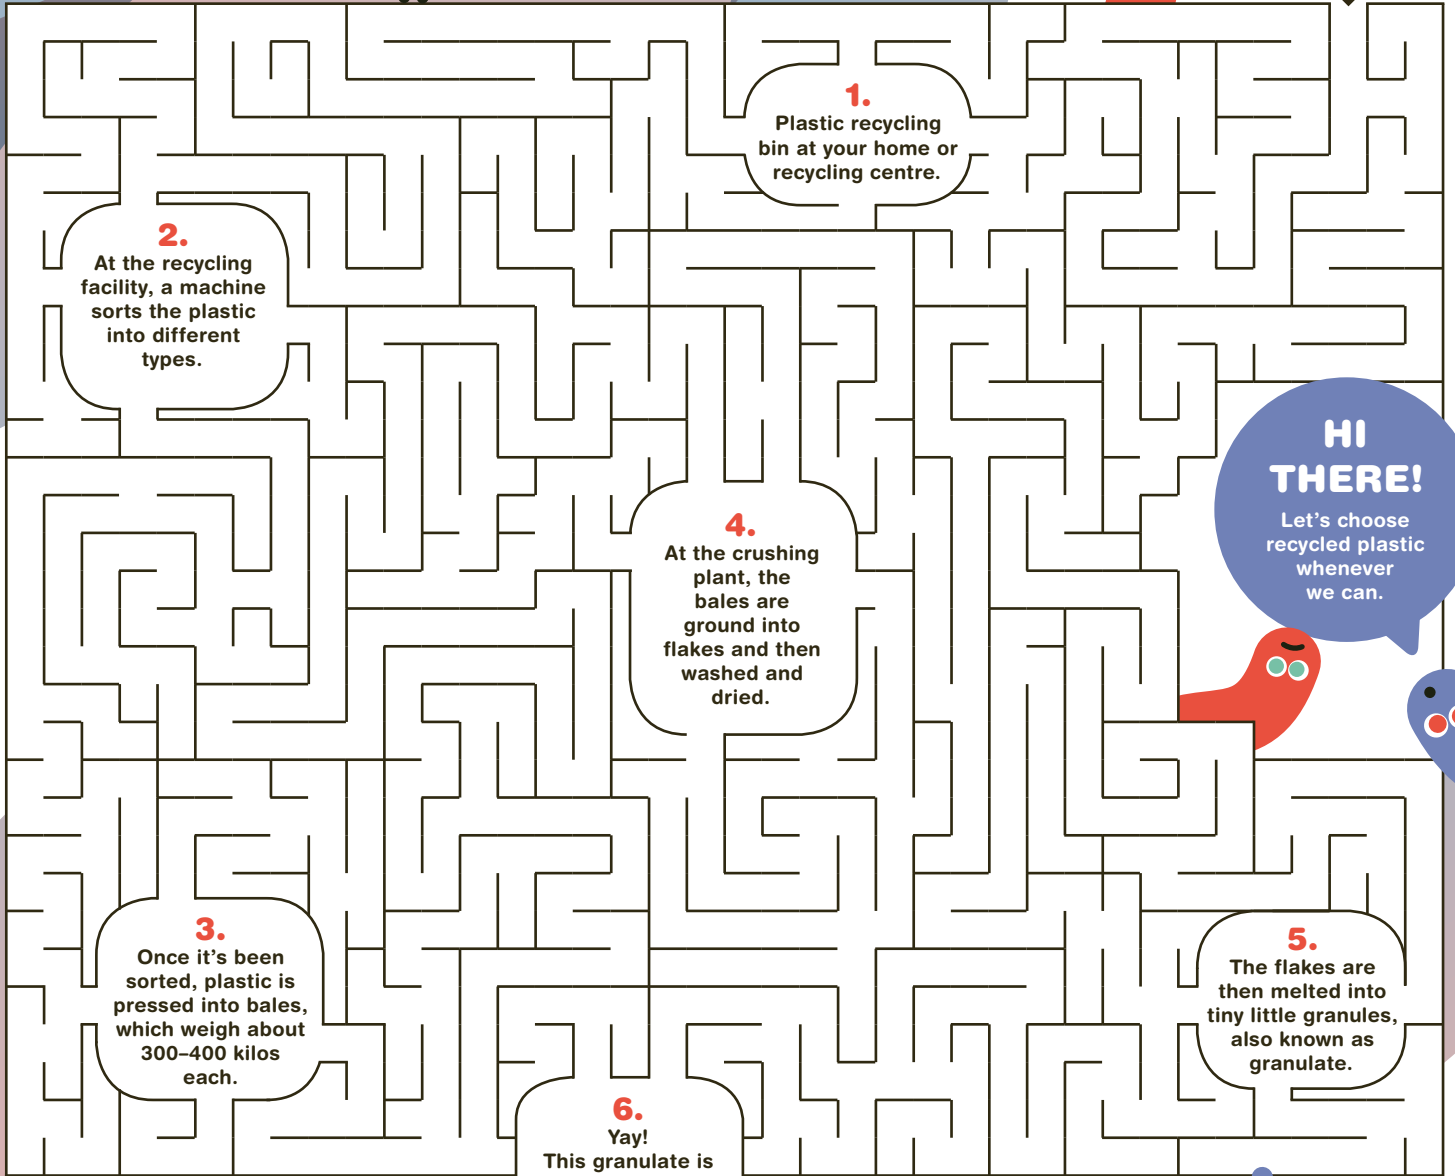 1.
Plastic recycling
bin at your home or
recycling centre.
2.
At the recycling
facility, a machine
sorts the plastic
into different
types.
HI
THERE!
Let’s choose
recycled plastic
whenever
we can.
4.
At the crushing
plant, the
bales are
ground into
flakes and then
washed and
dried.
3.
Once it’s been
sorted, plastic is
pressed into bales,
which weigh about
300–400 kilos
each.
5.
The flakes are
then melted into
tiny little granules,
also known as
granulate.
6.
Yay!
This granulate is